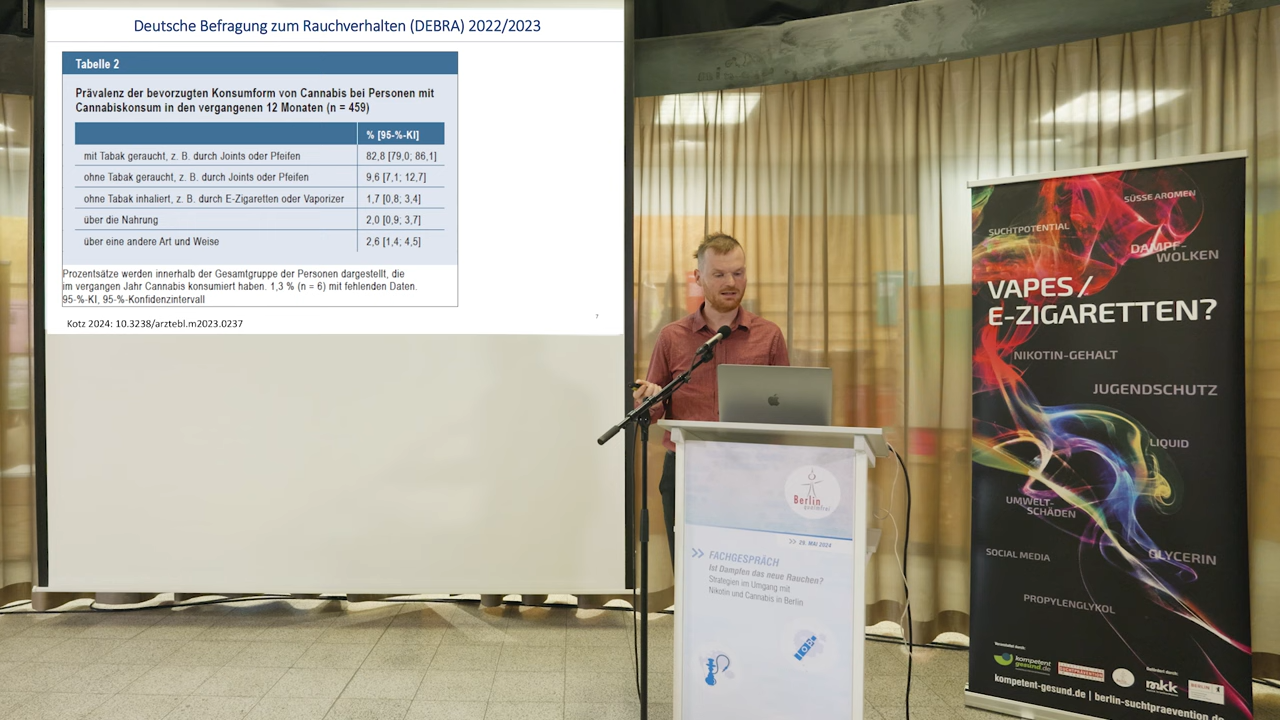 Deutsche Befragung zum Rauchverhalten (DEBRA) 2022/2023
Tabelle 2
Prävalenz der bevorzugten Konsumform von Cannabis bei Personen mit
Cannabiskonsum in den vergangenen 12 Monaten (n = 459)
% [95-%-KI]
mit Tabak geraucht, z. B. durch Joints oder Pfeifen 82,8 [79,0; 86,1]
ohne Tabak geraucht, z. B. durch Joints oder Pfeifen 9,6 [7,1; 12,7]
ohne Tabak inhaliert, z. B. durch E-Zigaretten oder Vaporizer 1,7 [0,8; 3,4]
über die Nahrung 2,0 [0,9; 3,7]
über eine andere Art und Weise 2,6 [1,4; 4,5]
Prozentsätze werden innerhalb der Gesamtgruppe der Personen dargestellt, die
im vergangen Jahr Cannabis konsumiert haben. 1,3 % (n = 6) mit fehlenden Daten.
95-%-KI, 95-%-Konfidenzintervall
Kotz 2024: 10.3238/arztebl.m2023.0237
7
Berlin
>> 29. MAI 2024
>> FACHGESPRÄCH
Ist Dampfen das neue Rauchen?
Strategien im Umgang mit
Nikotin und Cannabis in Berlin
SÜSSE AROMEN
SUCHTPOTENTIAL
DAMPF-
WOLKEN
VAPES /
E-ZIGARETTEN?
NIKOTIN-GEHALT
JUGENDSCHUTZ
LIQUID
UMWELT-
SCHÄDEN
SOCIAL MEDIA
GLYCERIN
PROPYLENGLYKOL
kompetent
gesund.de
mkk
BERLIN
kompetent-gesund.de | berlin-suchtpraevention.de